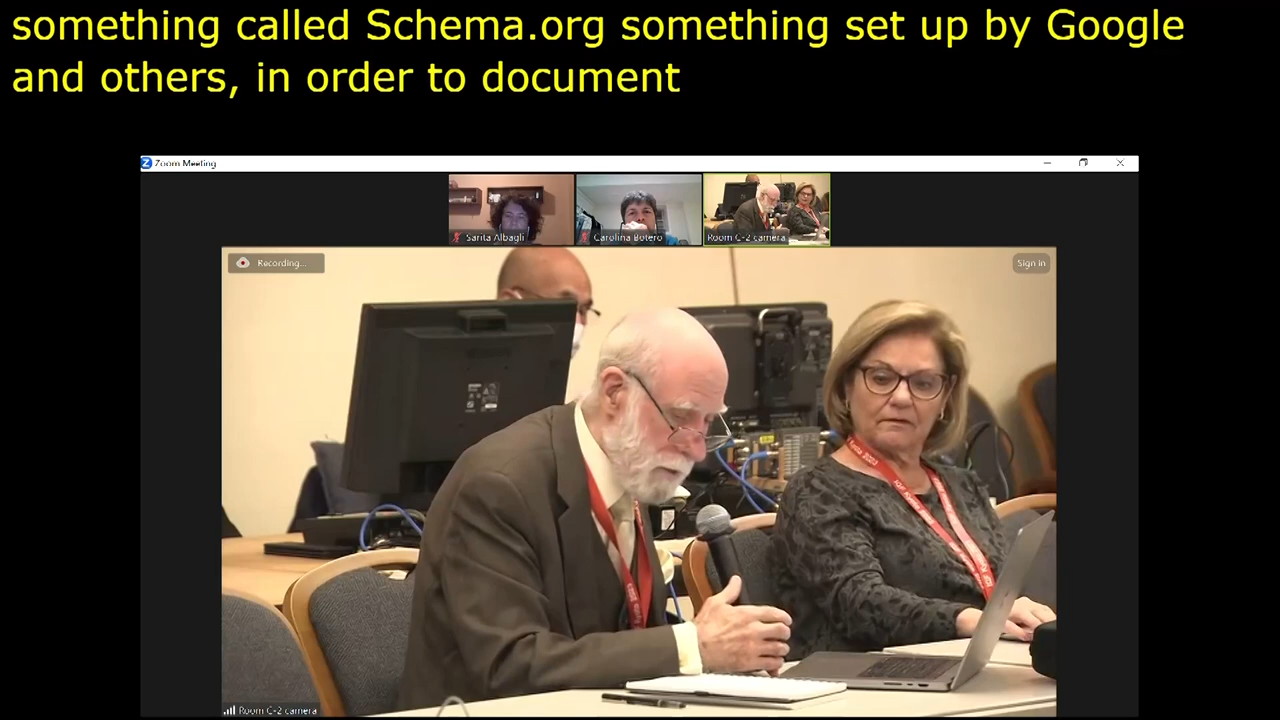 something called Schema.org something set up by Google
and others, in order to document
Zoom Meeting
Sarita Albagli
Carolina Botero
Room C-2 camera
Recording...
Sign in
Room C-2 camera